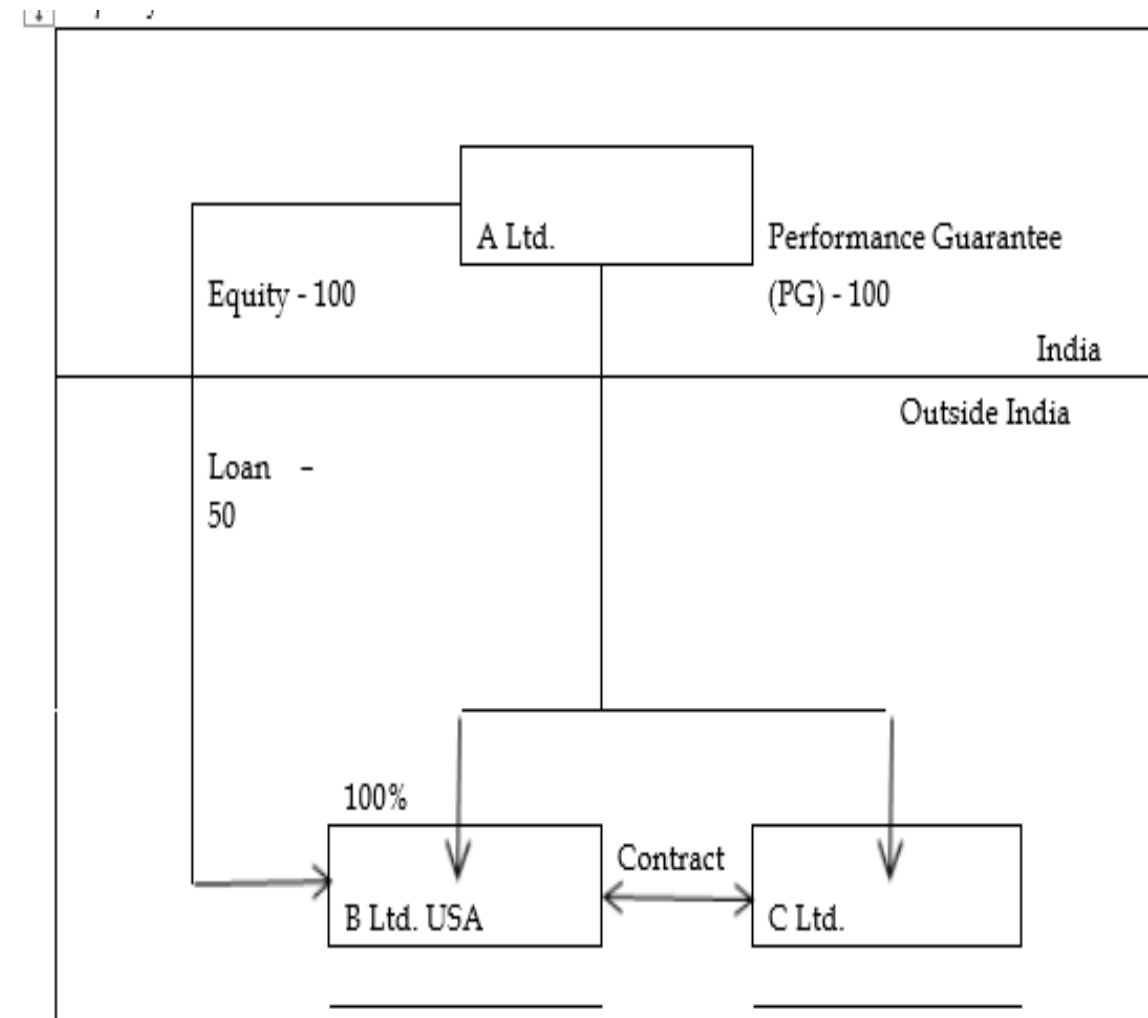 A Ltd.
Performance Guarantee
(PG) - 100
Equity - 100
India
Outside India
Loan -
50
100%
B Ltd. USA
Contract
C Ltd.